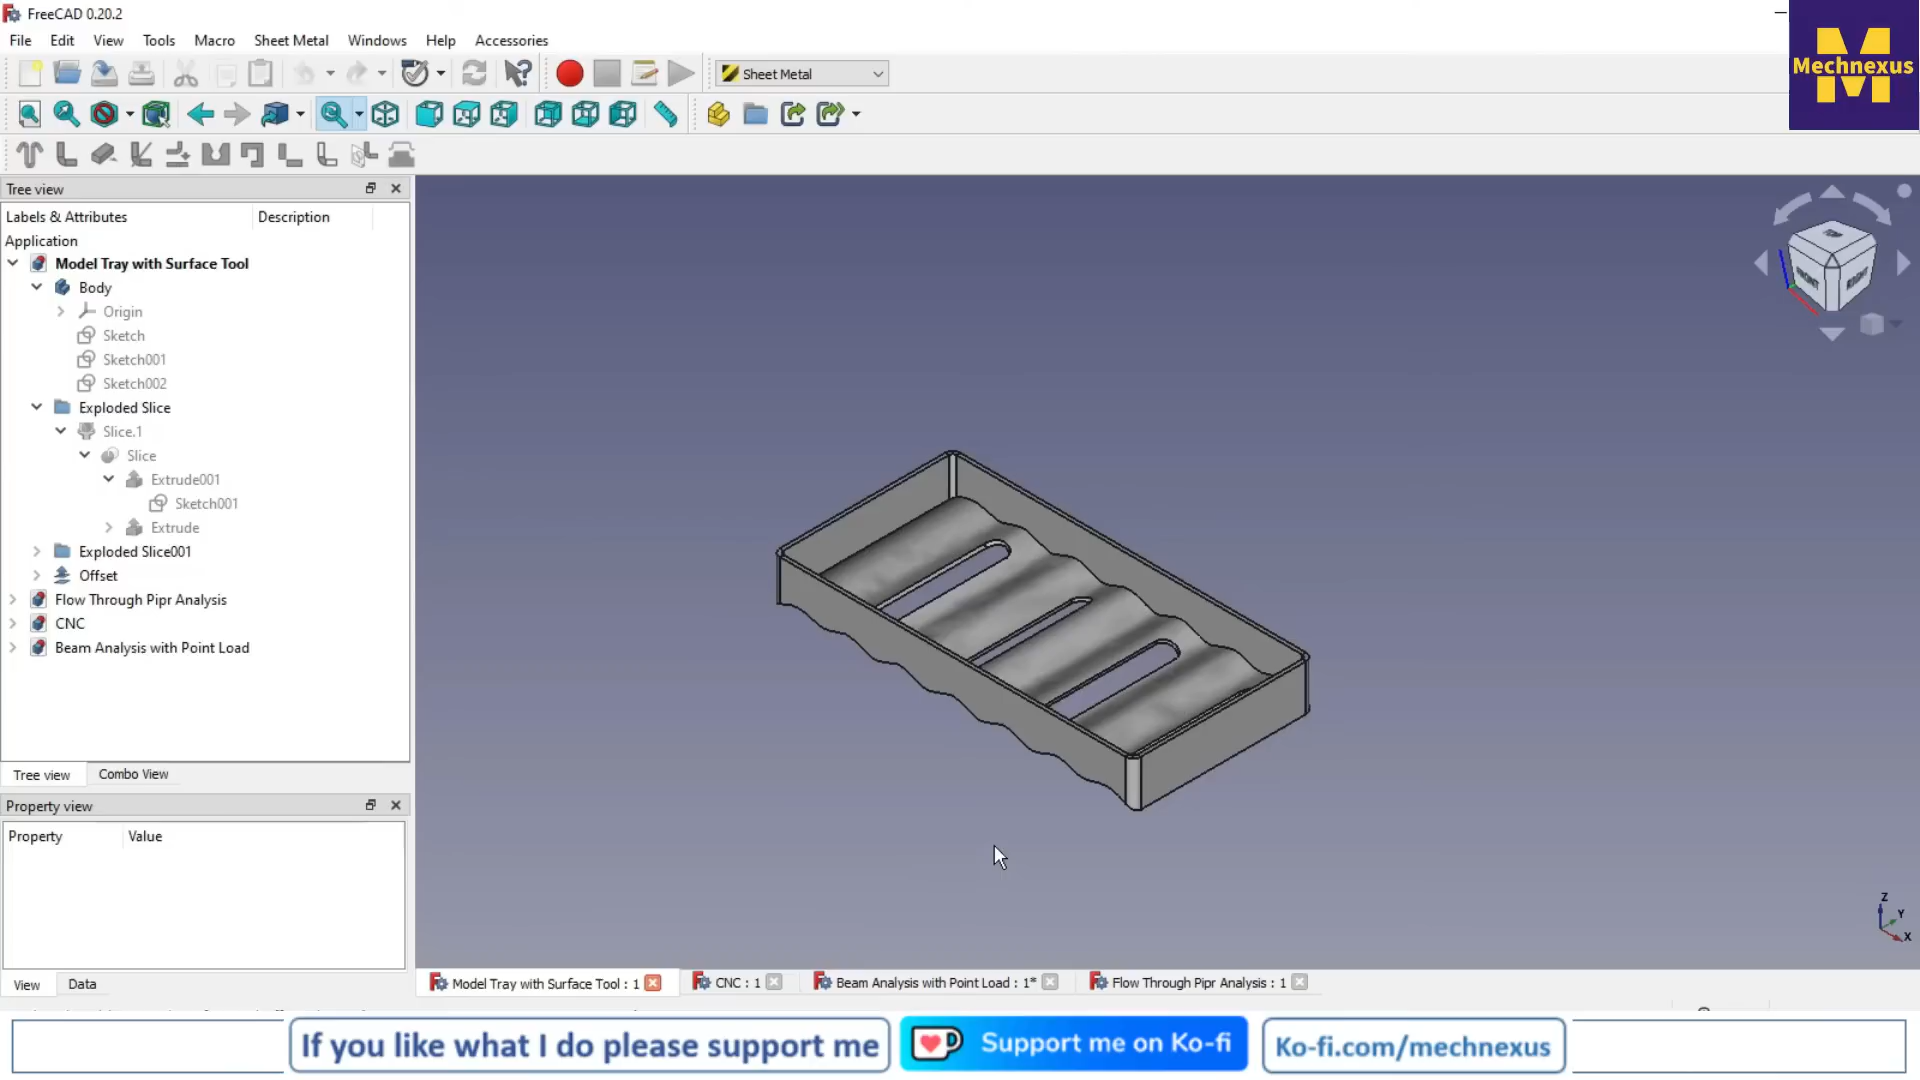 FreeCAD 0.20.2
Mechnexus
File Edit View Tools Macro Sheet Metal Windows Help Accessories
Sheet Metal
Tree view
Labels & Attributes Description
Application
Model Tray with Surface Tool
Body
Origin
Sketch
Sketch001
Sketch002
Exploded Slice
Slice.1
Slice
Extrude001
Sketch001
Extrude
Exploded Slice001
Offset
Flow Through Pipr Analysis
CNC
Beam Analysis with Point Load
Tree view Combo View
Property view
Property Value
View Data
FRONT RIGHT
Z
Y
X
Model Tray with Surface Tool : 1 CNC : 1 Beam Analysis with Point Load : 1* Flow Through Pipr Analysis : 1
If you like what I do please support me Support me on Ko-fi Ko-fi.com/mechnexus